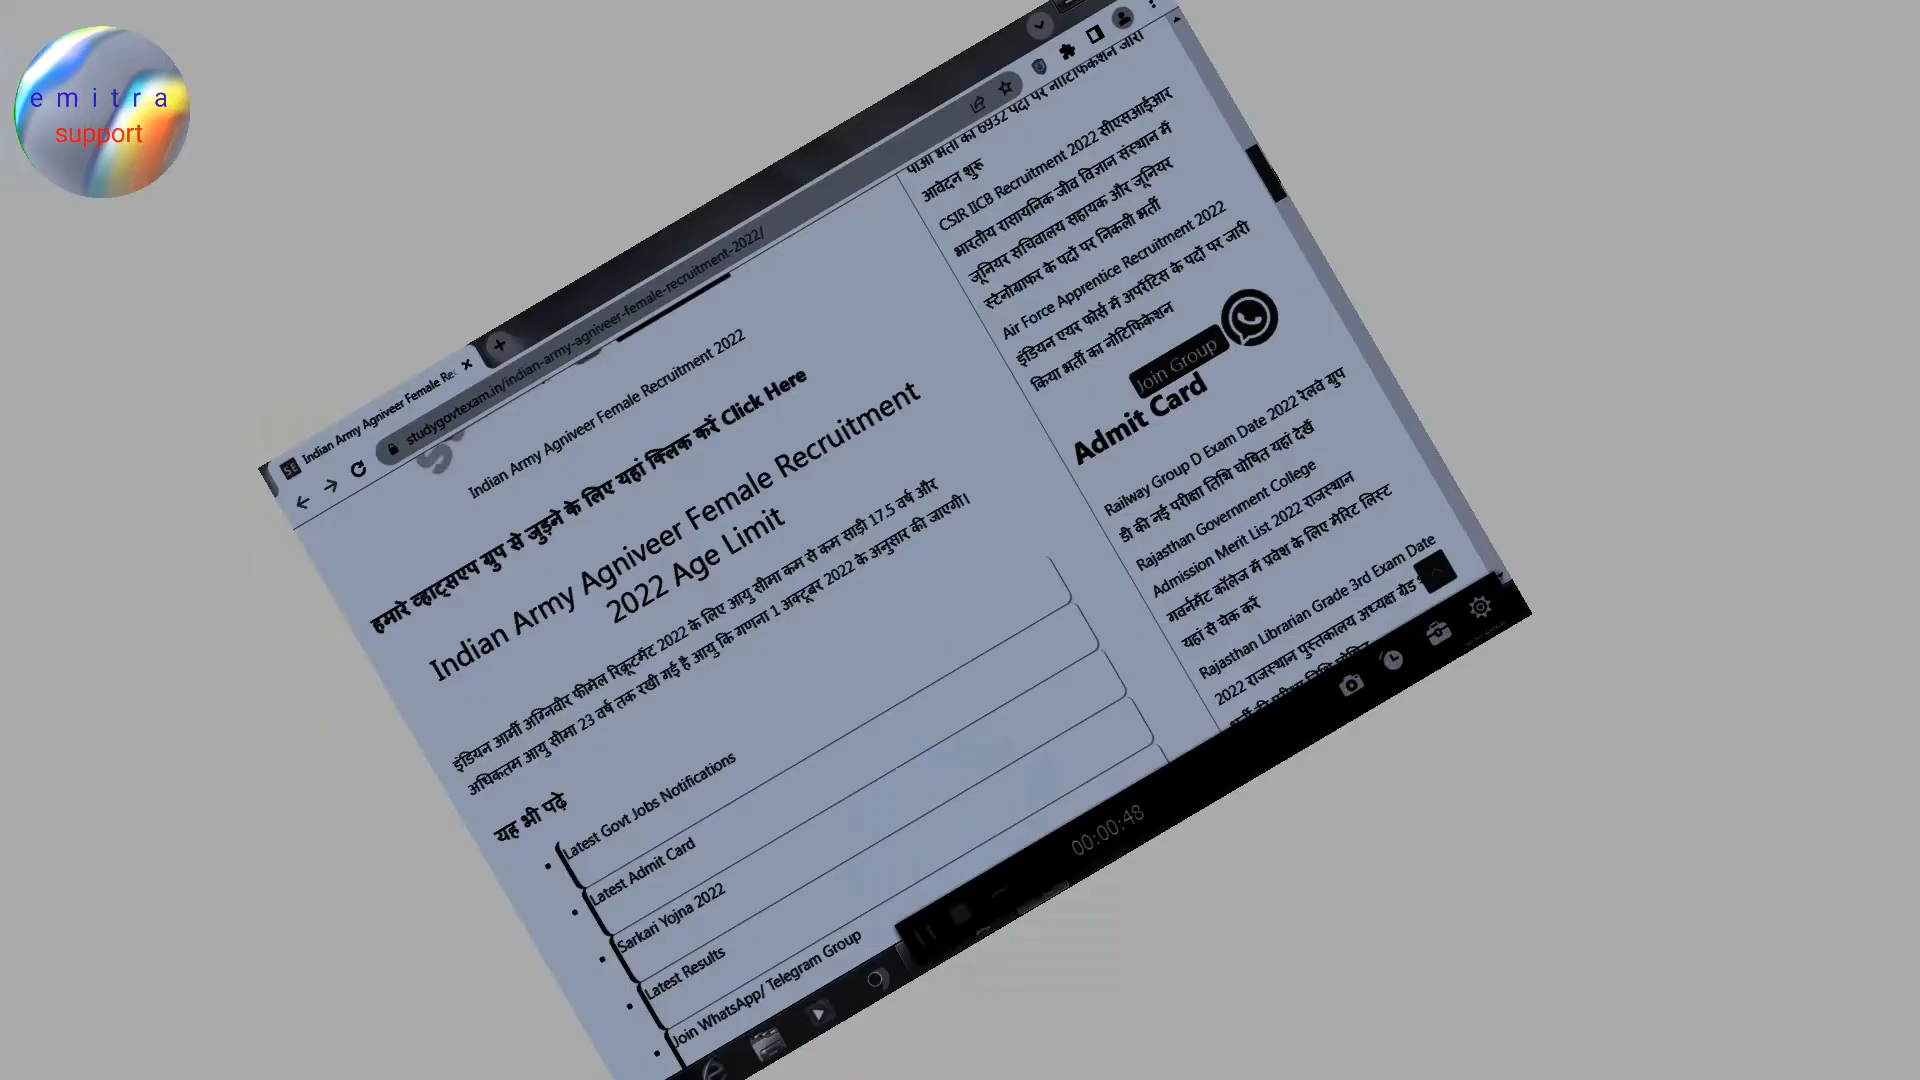 e m i t r a
support
Indian Army Agniveer Female Re
studygovtexam.in/indian-army-agniveer-female-recruitment-2022/
Indian Army Agniveer Female Recruitment 2022
हमारे व्हाट्सएप ग्रुप से जुड़ने के लिए यहां क्लिक करें Click Here
Indian Army Agniveer Female Recruitment
2022 Age Limit
इंडियन आर्मी अग्निवीर फीमेल रिक्रूटमेंट 2022 के लिए आयु सीमा कम से कम साड़ी 17.5 वर्ष और
अधिकतम आयु सीमा 23 वर्ष तक रखी गई है आयु कि गणना 1 अक्टूबर 2022 के अनुसार की जाएगी।
यह भी पढ़े
Latest Govt Jobs Notifications
Latest Admit Card
Sarkari Yojna 2022
Latest Results
Join WhatsApp/ Telegram Group
6932 पदों पर नोटिफिकेशन जारी
आवेदन शुरू
CSIR IICB Recruitment 2022 सीएसआईआर
भारतीय रासायनिक जीव विज्ञान संस्थान में
जूनियर सचिवालय सहायक और जूनियर
स्टेनोग्राफर के पदों पर निकली भर्ती
Air Force Apprentice Recruitment 2022
इंडियन एयर फोर्स में अपरेंटिस के पदों पर जारी
किया भर्ती का नोटिफिकेशन
Join Group
Admit Card
Railway Group D Exam Date 2022 रेलवे ग्रुप
डी की नई परीक्षा तिथि घोषित यहां देखें
Rajasthan Government College
Admission Merit List 2022 राजस्थान
गवर्नमेंट कॉलेज में प्रवेश के लिए मेरिट लिस्ट
यहां से चेक करें
Rajasthan Librarian Grade 3rd Exam Date
2022 राजस्थान पुस्तकालय अध्यक्ष ग्रेड
00:00:48